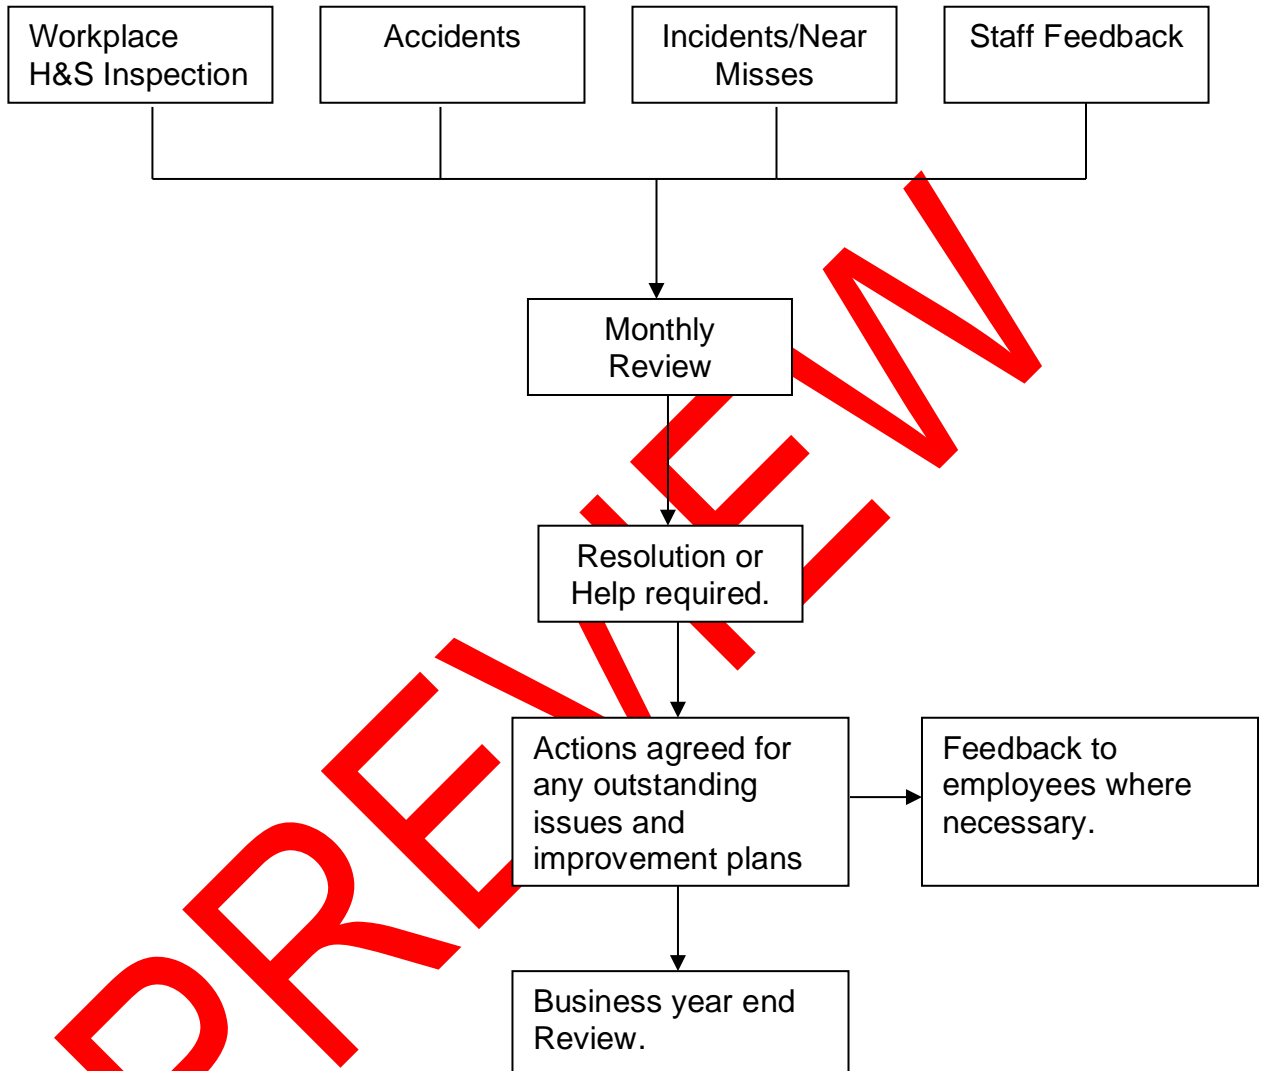 Workplace
H&S Inspection
Accidents
Incidents/Near
Misses
Staff Feedback
Monthly
Review
Resolution or
Help required.
Actions agreed for
any outstanding
issues and
improvement plans
Feedback to
employees where
necessary.
Business year end
Review.
PREVIEW